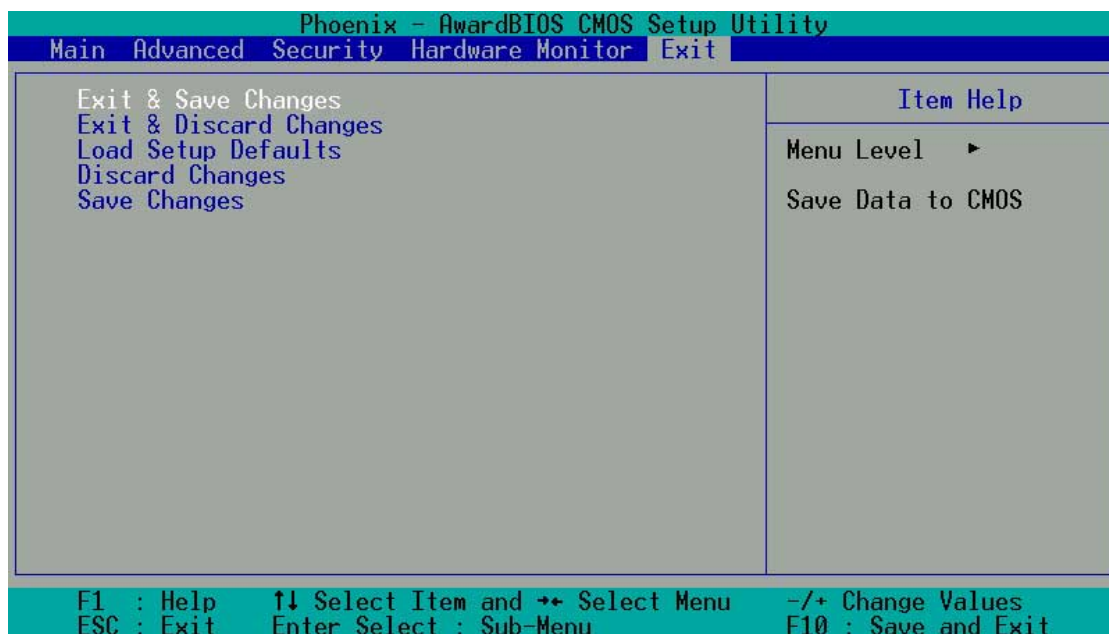 Phoenix - AwardBIOS CMOS Setup Utility
Main Advanced Security Hardware Monitor Exit
Exit & Save Changes
Exit & Discard Changes
Load Setup Defaults
Discard Changes
Save Changes
Item Help
Menu Level ►
Save Data to CMOS
F1 : Help ↑↓ Select Item and →← Select Menu -/+ Change Values
ESC : Exit Enter Select : Sub-Menu F10 : Save and Exit